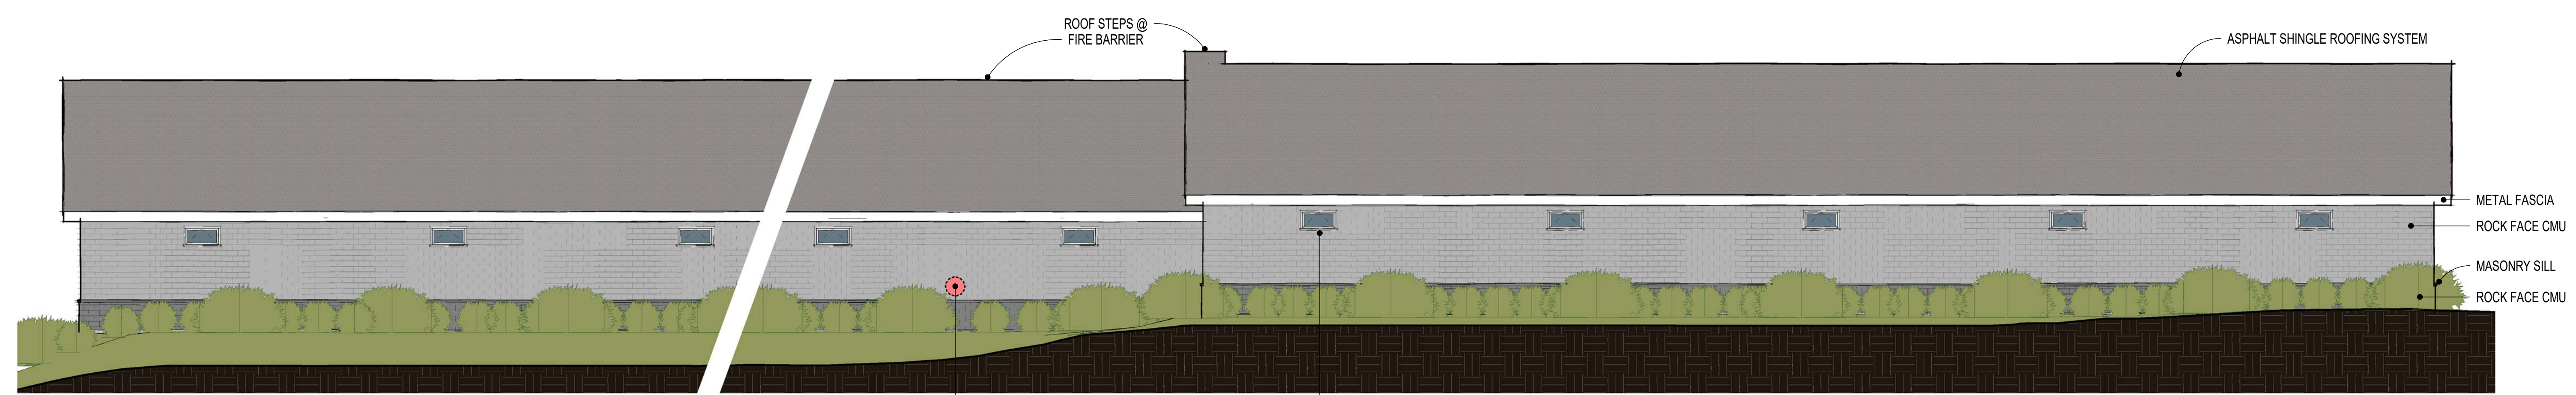 ROOF STEPS @
FIRE BARRIER
ASPHALT SHINGLE ROOFING SYSTEM
METAL FASCIA
ROCK FACE CMU
MASONRY SILL
ROCK FACE CMU